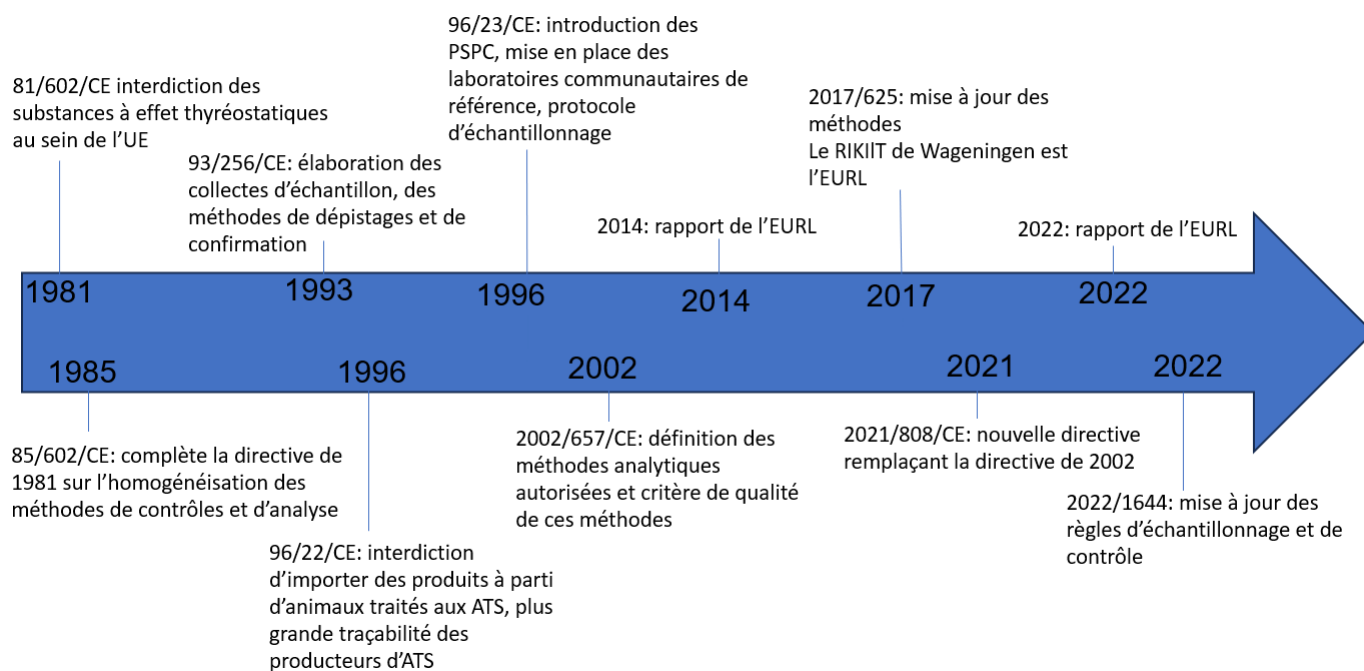 81/602/CE interdiction des
substances à effet thyréostatiques
au sein de l'UE
93/256/CE: élaboration des
collectes d'échantillon, des
méthodes de dépistages et de
confirmation
96/23/CE: introduction des
PSPC, mise en place des
laboratoires communautaires de
référence, protocole
d'échantillonnage
2014: rapport de l'EURL
2017/625: mise à jour des
méthodes
Le RIKIlT de Wageningen est
l'EURL
2022: rapport de l'EURL
1981
1993
1996
2014
2017
2022
1985
1996
2002
2021
2022
85/602/CE: complète la directive de
1981 sur l'homogénéisation des
méthodes de contrôles et d'analyse
96/22/CE: interdiction
d'importer des produits à parti
d'animaux traités aux ATS, plus
grande traçabilité des
producteurs d'ATS
2002/657/CE: définition des
méthodes analytiques
autorisées et critère de qualité
de ces méthodes
2021/808/CE: nouvelle directive
remplaçant la directive de 2002
2022/1644: mise à jour des
règles d'échantillonnage et de
contrôle